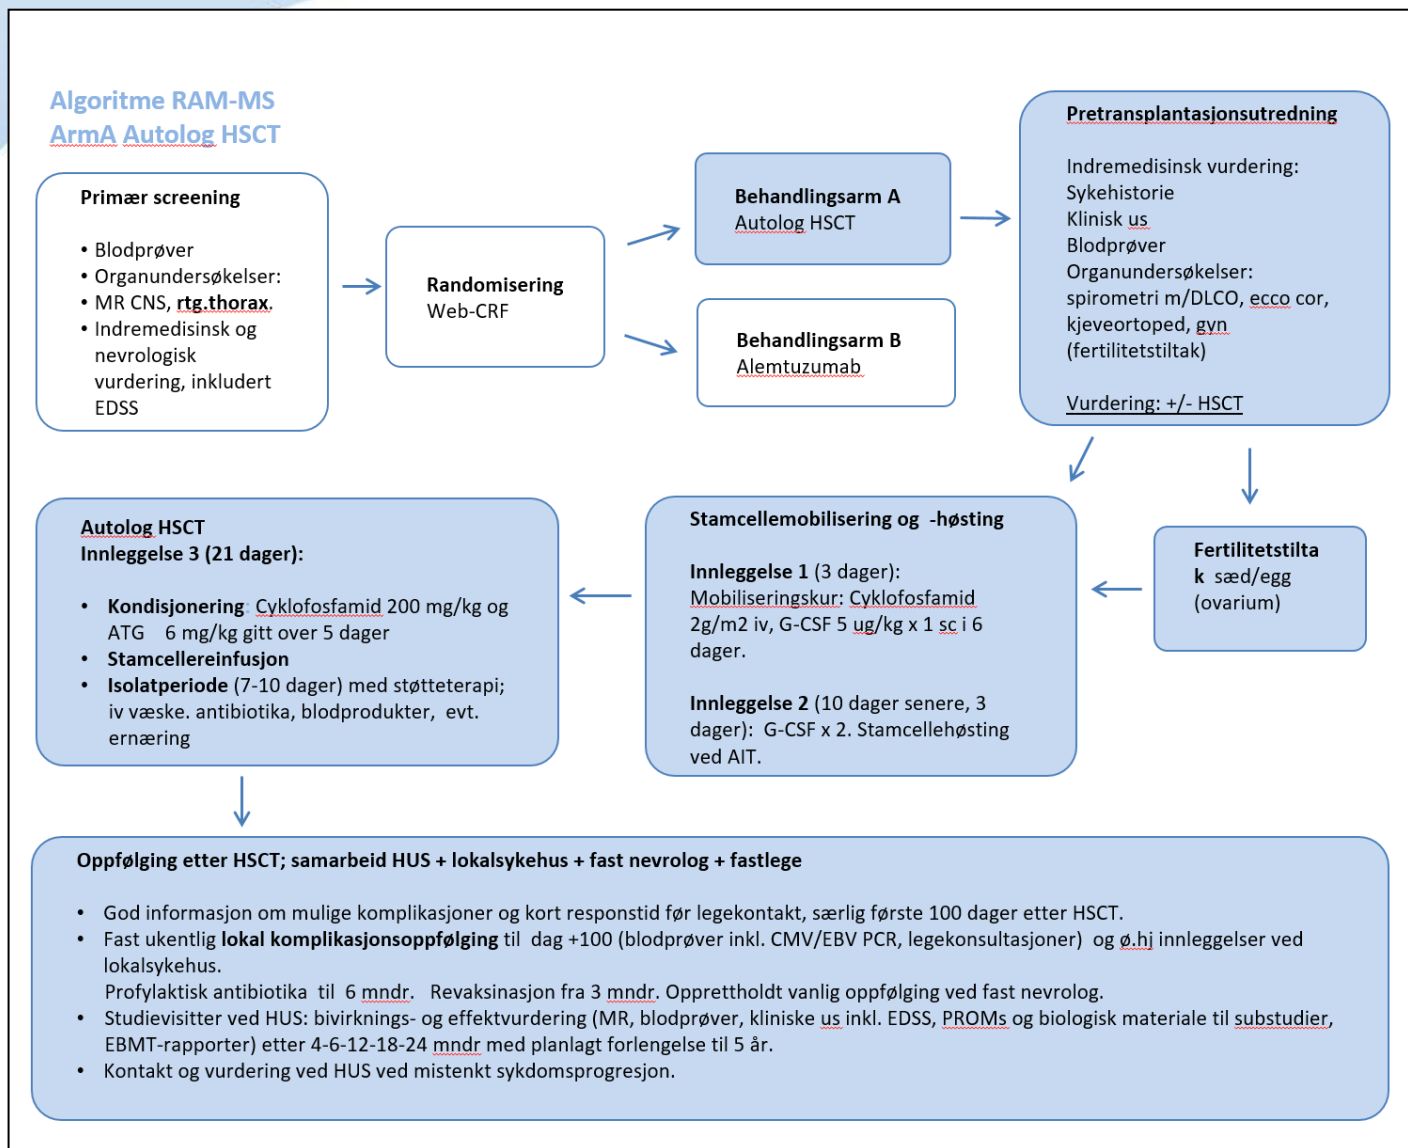 Algoritme RAM-MS
ArmA Autolog HSCT
Primær screening
• Blodprøver
• Organundersøkelser:
• MR CNS, rtg.thorax.
• Indremedisinsk og
nevrologisk
vurdering, inkludert
EDSS
Randomisering
Web-CRF
Behandlingsarm A
Autolog HSCT
Behandlingsarm B
Alemtuzumab
Pretransplantasjonsutredning
Indremedisinsk vurdering:
Sykehistorie
Klinisk us
Blodprøver
Organundersøkelser:
spirometri m/DLCO, ecco cor,
kjeveortoped, gyn
(fertilitetstiltak)
Vurdering: +/- HSCT
Fertilitetstilta
k sæd/egg
(ovarium)
Stamcellemobilisering og -høsting
Innleggelse 1 (3 dager):
Mobiliseringskur: Cyklofosfamid
2g/m2 iv, G-CSF 5 ug/kg x 1 sc i 6
dager.
Innleggelse 2 (10 dager senere, 3
dager): G-CSF x 2. Stamcellehøsting
ved AIT.
Autolog HSCT
Innleggelse 3 (21 dager):
• Kondisjonering: Cyklofosfamid 200 mg/kg og
ATG 6 mg/kg gitt over 5 dager
• Stamcellereinfusjon
• Isolatperiode (7-10 dager) med støtteterapi;
iv væske. antibiotika, blodprodukter, evt.
ernæring
Oppfølging etter HSCT; samarbeid HUS + lokalsykehus + fast nevrolog + fastlege
• God informasjon om mulige komplikasjoner og kort responstid før legekontakt, særlig første 100 dager etter HSCT.
• Fast ukentlig lokal komplikasjonsoppfølging til dag +100 (blodprøver inkl. CMV/EBV PCR, legekonsultasjoner) og ø.hj innleggelser ved
lokalsykehus.
Profylaktisk antibiotika til 6 mndr. Revaksinasjon fra 3 mndr. Opprettholdt vanlig oppfølging ved fast nevrolog.
• Studievisitter ved HUS: bivirknings- og effektvurdering (MR, blodprøver, kliniske us inkl. EDSS, PROMs og biologisk materiale til substudier,
EBMT-rapporter) etter 4-6-12-18-24 mndr med planlagt forlengelse til 5 år.
• Kontakt og vurdering ved HUS ved mistenkt sykdomsprogresjon.